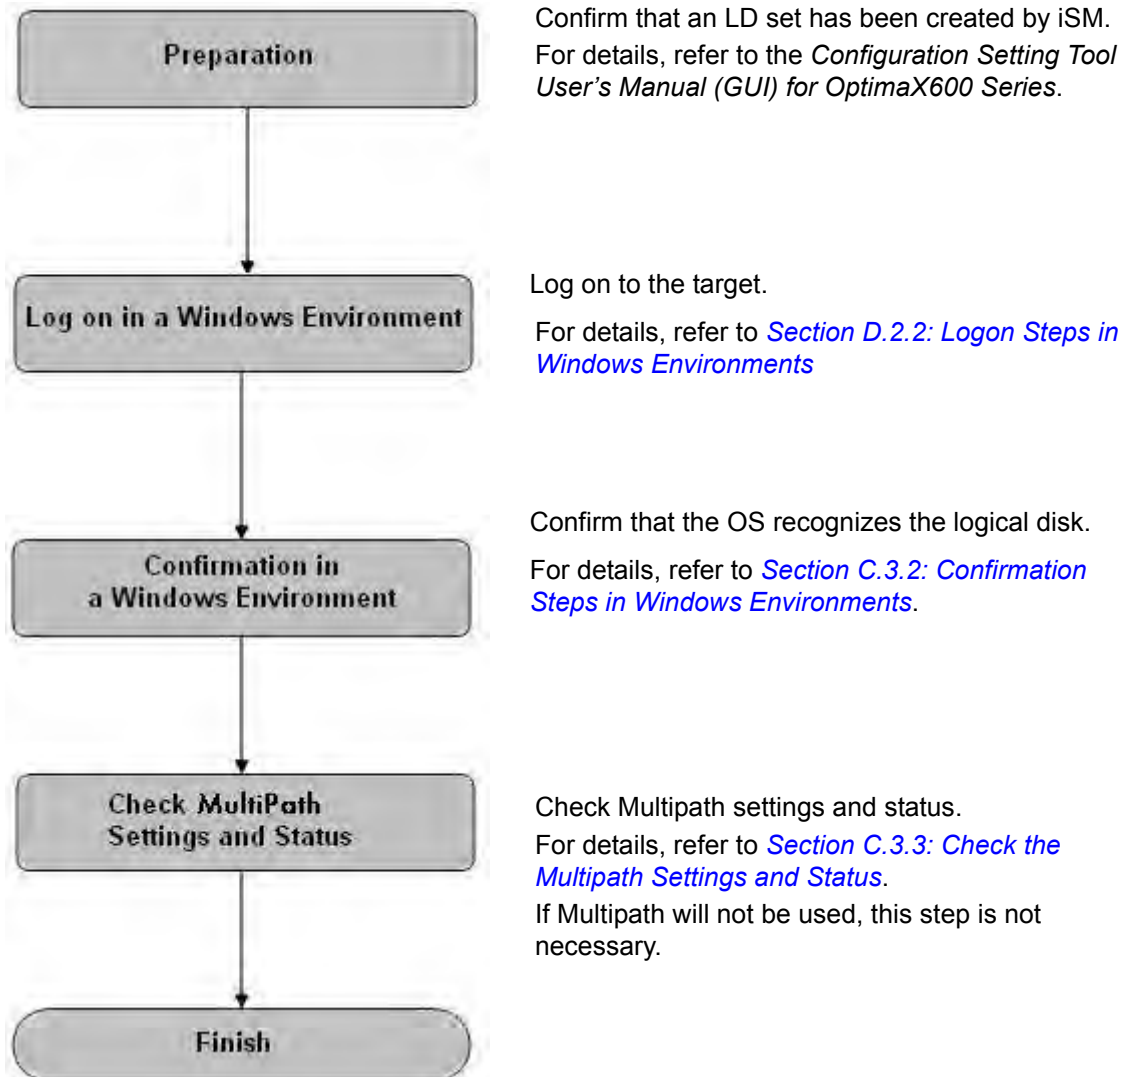 Preparation
Confirm that an LD set has been created by iSM.
For details, refer to the Configuration Setting Tool
User's Manual (GUI) for OptimaX600 Series.
Log on in a Windows Environment
Log on to the target.
For details, refer to Section D.2.2: Logon Steps in
Windows Environments
Confirmation in
a Windows Environment
Confirm that the OS recognizes the logical disk.
For details, refer to Section C.3.2: Confirmation
Steps in Windows Environments.
Check MultiPath
Settings and Status
Check Multipath settings and status.
For details, refer to Section C.3.3: Check the
Multipath Settings and Status.
If Multipath will not be used, this step is not
necessary.
Finish